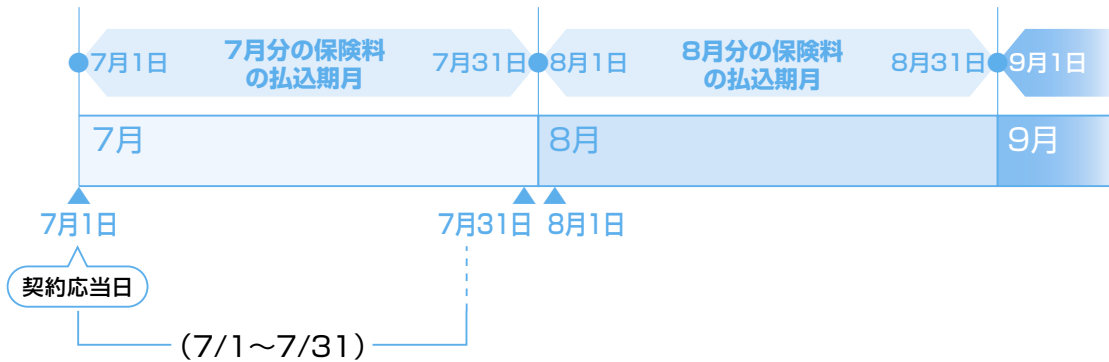 7月1日
7月分の保険料
の払込期月
7月31日
8月1日
8月分の保険料
の払込期月
8月31日
9月1日
7月
8月
9月
7月1日
7月31日
8月1日
契約応当日
(7/1〜7/31)